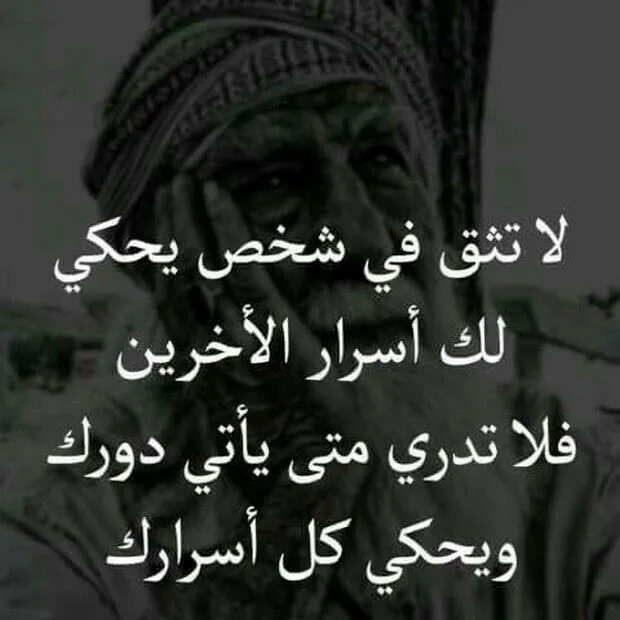 لا تثق في شخص يحكي
لك أسرار الأخرين
فلا تدري متى يأتي دورك
ويحكي كل أسرارك